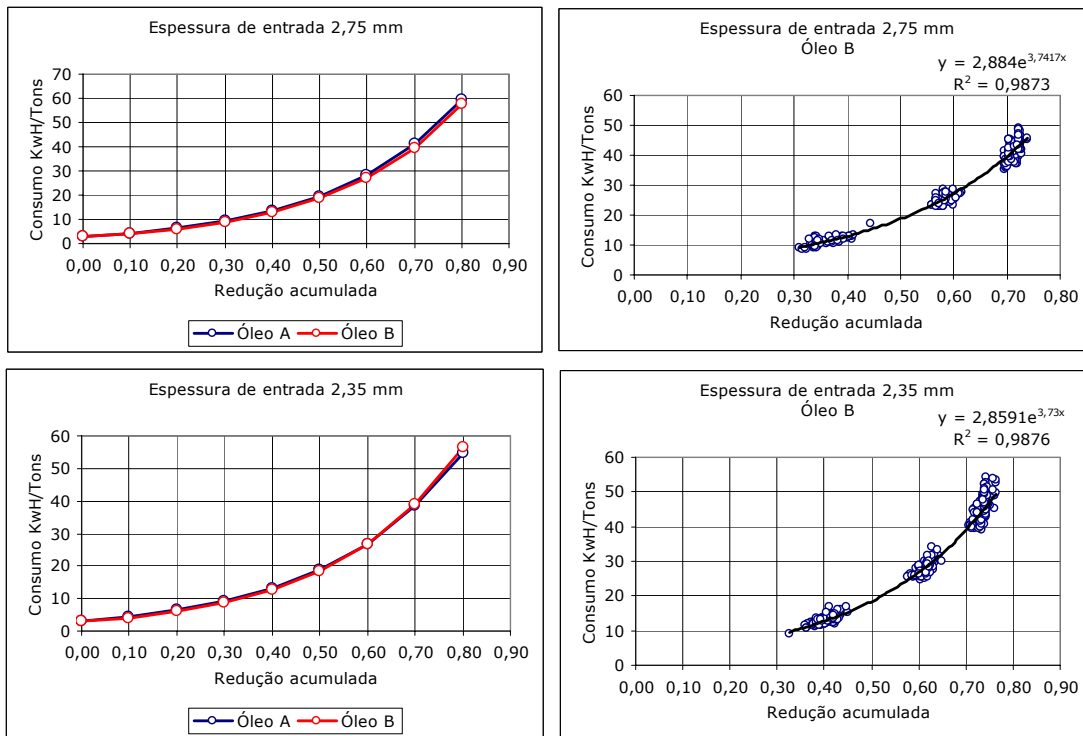 Espessura de entrada 2,75 mm
Consumo KwH/Tons
70
60
50
40
30
20
10
0
0,00 0,10 0,20 0,30 0,40 0,50 0,60 0,70 0,80 0,90
Redução acumulada
Óleo A Óleo B
Espessura de entrada 2,75 mm
Óleo B
y = 2,884e^3,7417x
R² = 0,9873
Consumo KwH/Tons
60
50
40
30
20
10
0
0,00 0,10 0,20 0,30 0,40 0,50 0,60 0,70 0,80
Redução acumlada
Espessura de entrada 2,35 mm
Consumo KwH/Tons
60
50
40
30
20
10
0
0,00 0,10 0,20 0,30 0,40 0,50 0,60 0,70 0,80 0,90
Redução acumulada
Óleo A Óleo B
Espessura de entrada 2,35 mm
Óleo B
y = 2,8591e^3,73x
R² = 0,9876
Consumo KwH/Tons
60
50
40
30
20
10
0
0,00 0,10 0,20 0,30 0,40 0,50 0,60 0,70 0,80 0,90
Redução acumulada